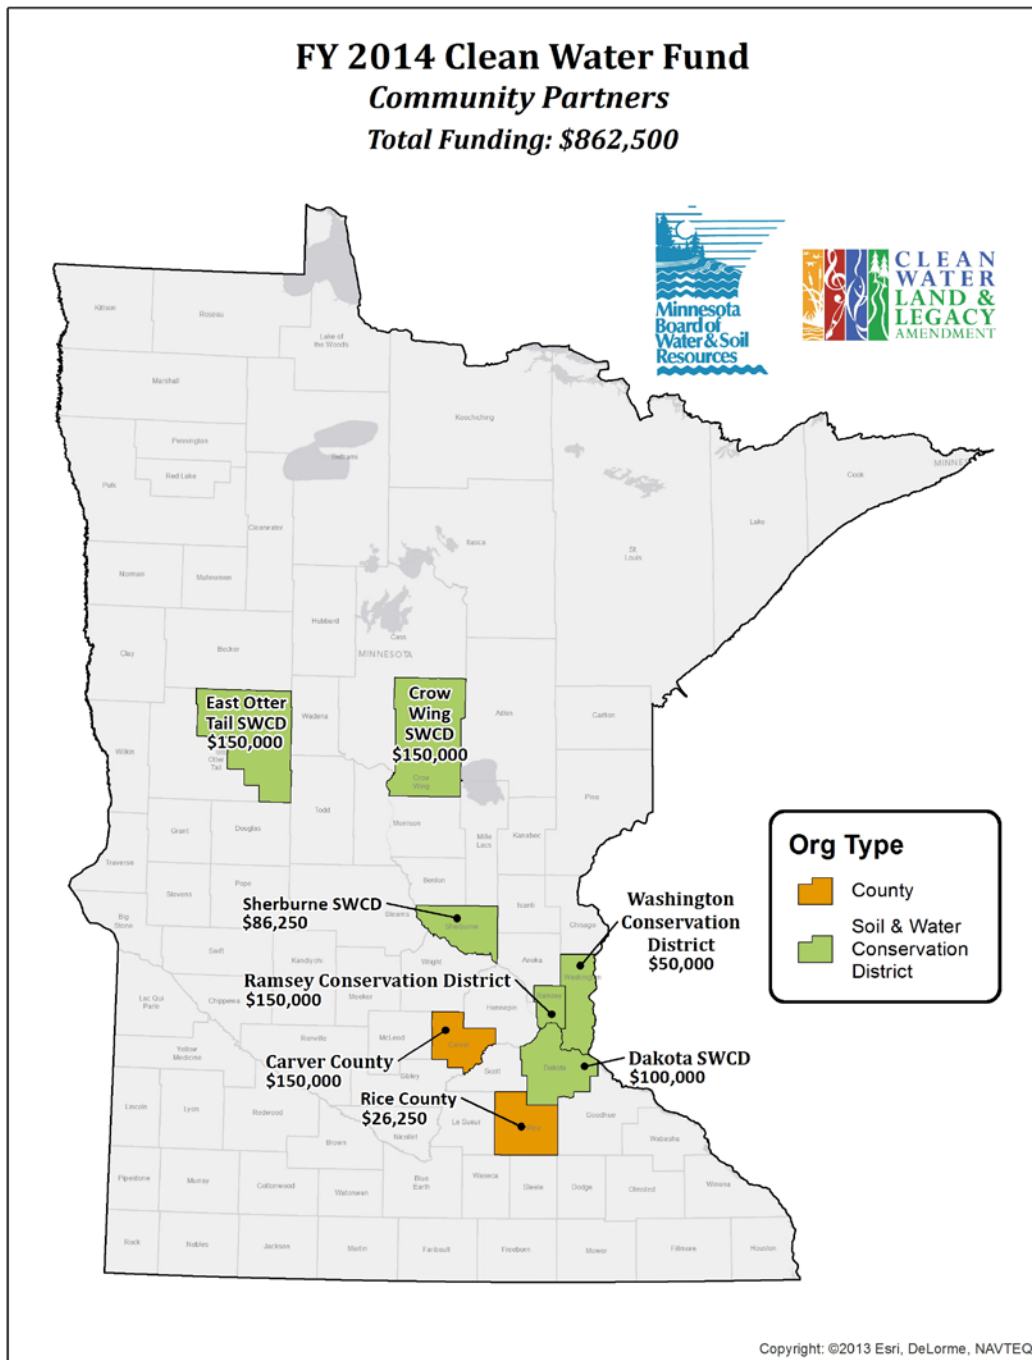 FY 2014 Clean Water Fund
Community Partners
Total Funding: $862,500
Minnesota
Board of
Water & Soil
Resources
CLEAN
WATER
LAND &
LEGACY
AMENDMENT
Kittson
Roseau
Lake of
the Woods
Marshall
Koochiching
Pennington
Beltrami
Red Lake
Polk
Cook
MINNES
Clearwater
Lake
Itasca
St.
Louis
Norman
Mahnomen
Hubbard
Cass
Clay
Becker
MINNESOTA
East Otter
Tail SWCD
$150,000
Crow
Wing
SWCD
$150,000
Wadena
Aitkin
Carlton
Wilkin
Otter
Tail
Crow
Wing
Pine
Todd
Morrison
Grant
Douglas
Mille
Lacs
Kanabec
Traverse
Benton
Pope
Stevens
Big
Stone
Stearns
Isanti
Chisago
Sherburne SWCD
$86,250
Sherburne
Washington
Conservation
District
$50,000
Org Type
County
Soil & Water
Conservation
District
Swift
Kandiyohi
Wright
Anoka
Washington
Ramsey Conservation District
$150,000
Ramsey
Lac Qui
Parle
Chippewa
Meeker
Hennepin
Renville
McLeod
Carver
Yellow
Medicine
Carver County
$150,000
Sibley
Scott
Dakota
Dakota SWCD
$100,000
Rice County
$26,250
Rice
Lincoln
Lyon
Redwood
Nicollet
Le Sueur
Goodhue
Wabasha
Brown
Pipestone
Murray
Cottonwood
Watonwan
Blue
Earth
Waseca
Steele
Dodge
Olmsted
Winona
Rock
Nobles
Jackson
Martin
Faribault
Freeborn
Mower
Fillmore
Houston
Copyright: ©2013 Esri, DeLorme, NAVTEQ